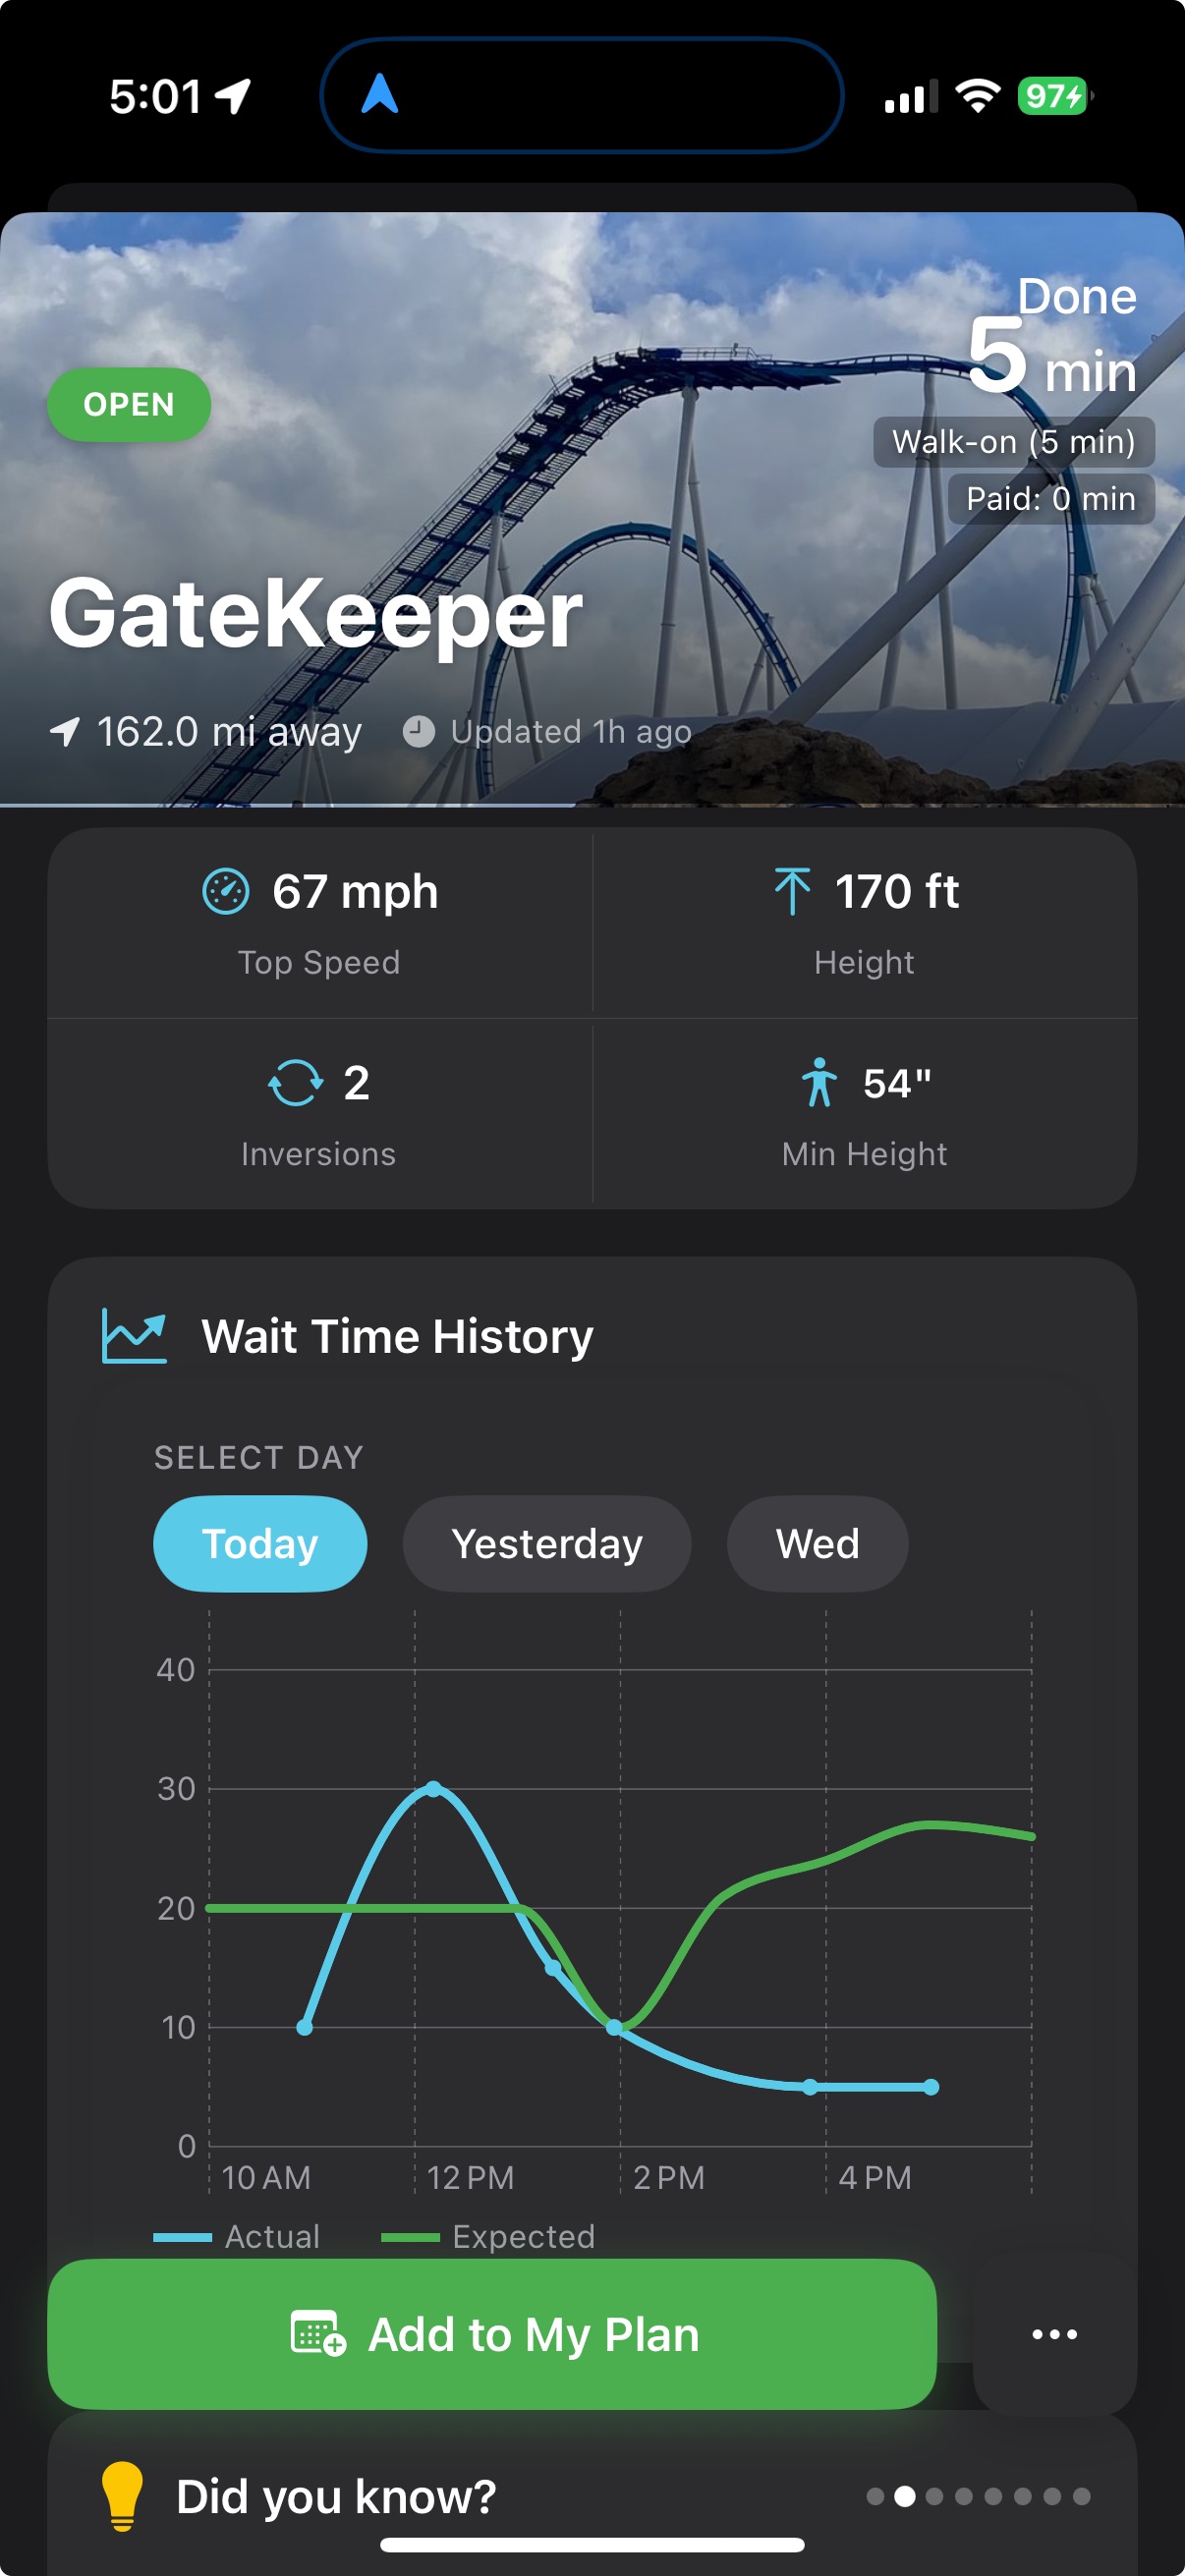 5:01
97
Done
5 min
OPEN
Walk-on (5 min)
Paid: 0 min
GateKeeper
162.0 mi away Updated 1h ago
67 mph 170 ft
Top Speed Height
2 54"
Inversions Min Height
Wait Time History
SELECT DAY
Today Yesterday Wed
40
30
20
10
0
10 AM 12 PM 2 PM 4 PM
Actual Expected
Add to My Plan
Did you know?